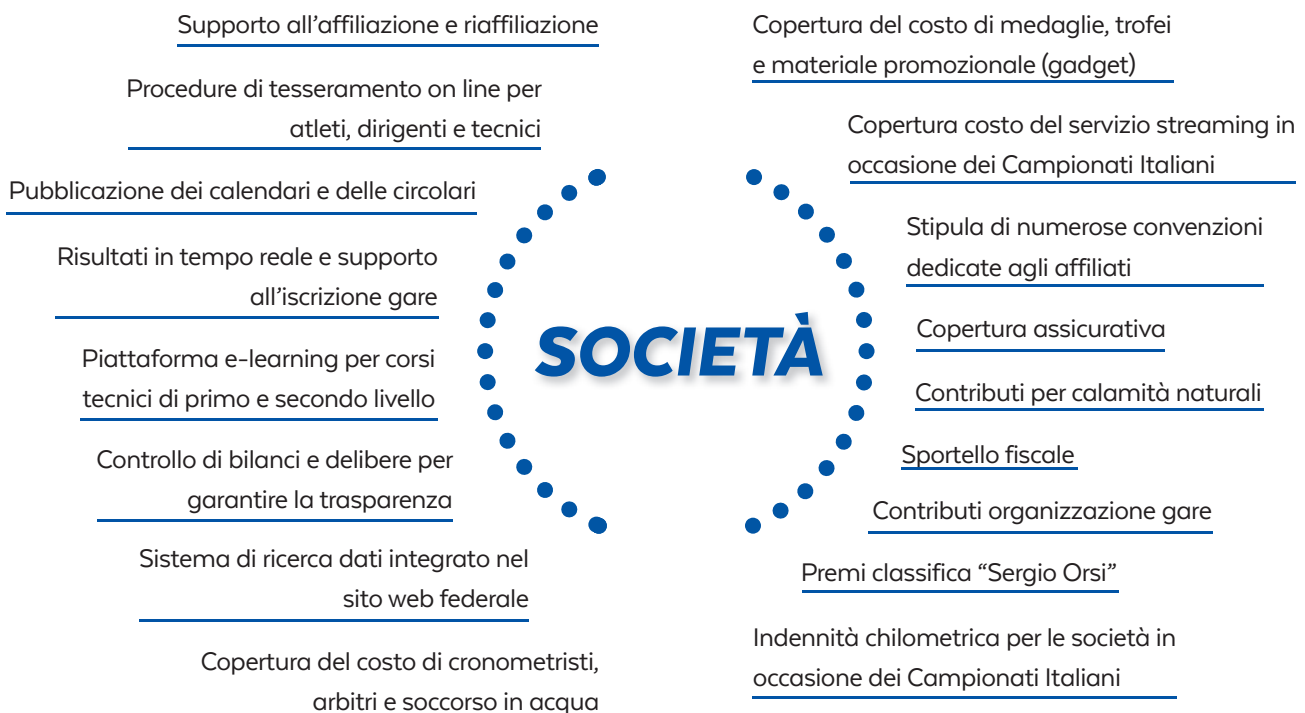 Supporto all'affiliazione e riaffiliazione
Procedure di tesseramento on line per
atleti, dirigenti e tecnici
Pubblicazione dei calendari e delle circolari
Risultati in tempo reale e supporto
all'iscrizione gare
Piattaforma e-learning per corsi
tecnici di primo e secondo livello
Controllo di bilanci e delibere per
garantire la trasparenza
Sistema di ricerca dati integrato nel
sito web federale
Copertura del costo di cronometristi,
arbitri e soccorso in acqua
SOCIETÀ
Copertura del costo di medaglie, trofei
e materiale promozionale (gadget)
Copertura costo del servizio streaming in
occasione dei Campionati Italiani
Stipula di numerose convenzioni
dedicate agli affiliati
Copertura assicurativa
Contributi per calamità naturali
Sportello fiscale
Contributi organizzazione gare
Premi classifica “Sergio Orsi”
Indennità chilometrica per le società in
occasione dei Campionati Italiani